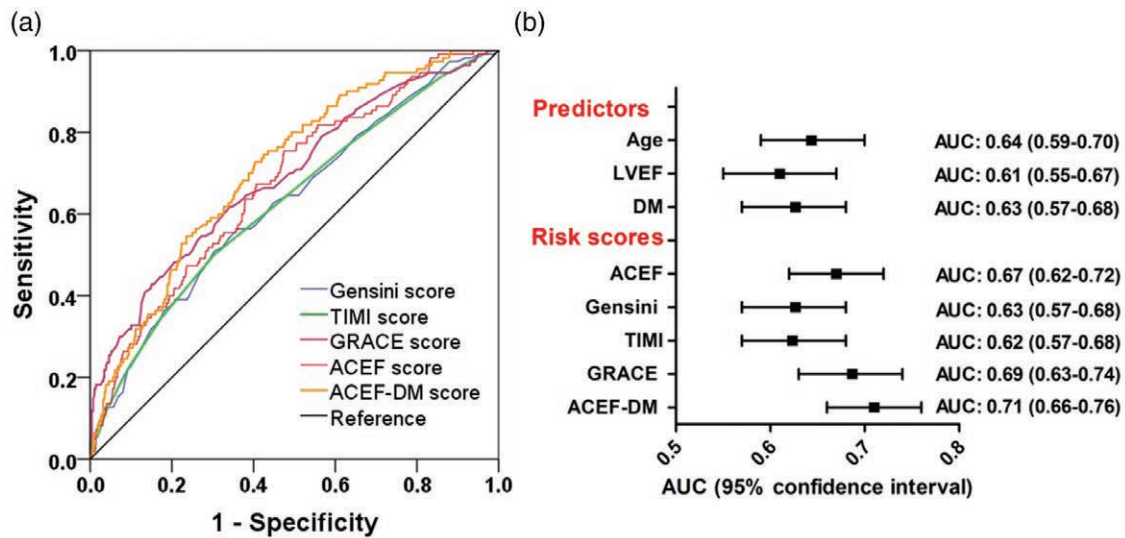 (a)
1.0
0.8
0.6
0.4
0.2
0.0
Sensitivity
Gensini score
TIMI score
GRACE score
ACEF score
ACEF-DM score
Reference
0.0 0.2 0.4 0.6 0.8 1.0
1 - Specificity
(b)
Predictors
Age AUC: 0.64 (0.59-0.70)
LVEF AUC: 0.61 (0.55-0.67)
DM AUC: 0.63 (0.57-0.68)
Risk scores
ACEF AUC: 0.67 (0.62-0.72)
Gensini AUC: 0.63 (0.57-0.68)
TIMI AUC: 0.62 (0.57-0.68)
GRACE AUC: 0.69 (0.63-0.74)
ACEF-DM AUC: 0.71 (0.66-0.76)
0.5 0.6 0.7 0.8
AUC (95% confidence interval)